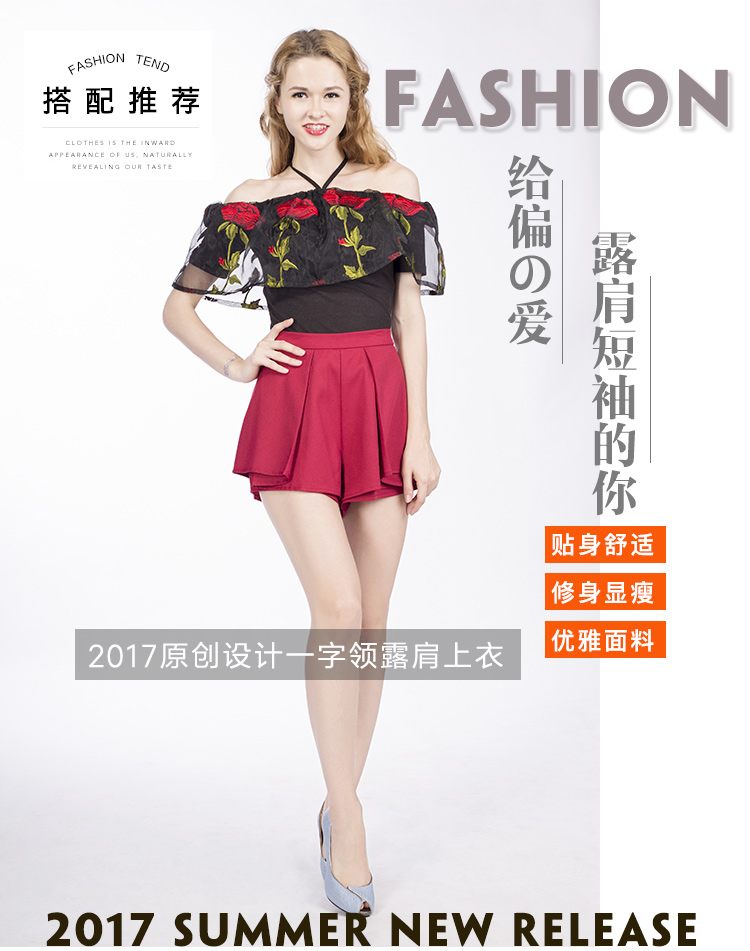 FASHION TEND
搭配推荐
CLOTHES IS THE INWARD
APPEARANCE OF US, NATURALLY
REVEALING OUR TASTE
FASHION
给偏の爱
露肩短袖的你
贴身舒适
修身显瘦
优雅面料
2017原创设计一字领露肩上衣
2017 SUMMER NEW RELEASE